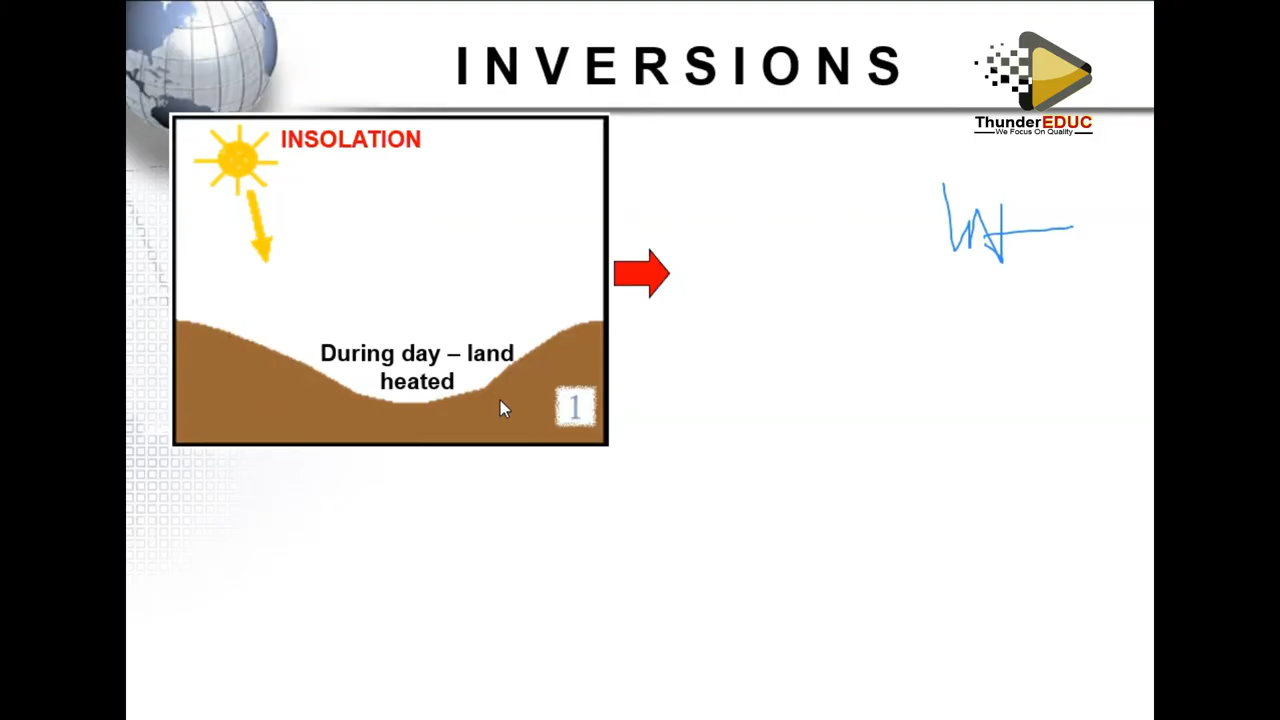 INVERSIONS
ThunderEDUC
We Focus On Quality
INSOLATION
During day – land
heated
1